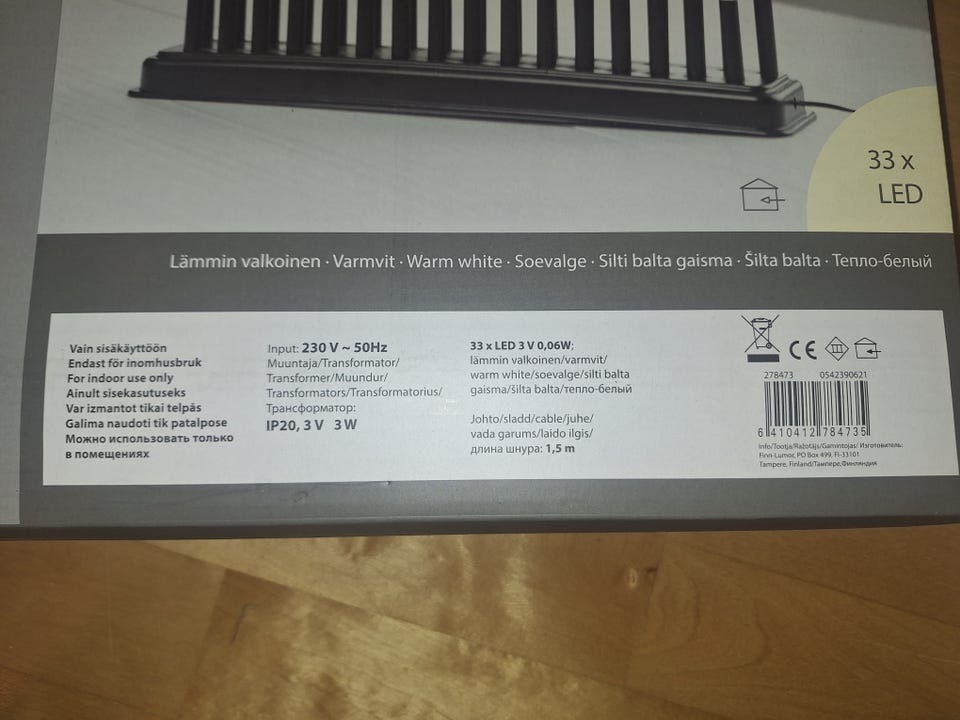 33 x
LED
Lämmin valkoinen · Varmvit · Warm white · Soevalge · Silti balta gaisma · Šilta balta · Тепло-белый
Vain sisäkäyttöön
Endast för inomhusbruk
For indoor use only
Ainult sisekasutuseks
Var izmantot tikai telpās
Galima naudoti tik patalpose
Можно использовать только
в помещениях
Input: 230 V ~ 50Hz
Muuntaja/Transformator/
Transformer/Muundur/
Transformators/Transformatorius/
Трансформатор:
IP20, 3 V 3 W
33 x LED 3 V 0,06W;
lämmin valkoinen/varmvit/
warm white/soevalge/silti balta
gaisma/šilta balta/тепло-белый
Johto/sladd/cable/juhe/
vada garums/laido ilgis/
длина шнура: 1,5 m
CE
278473 0542390621
6 410412 784735
info/Tootja/Ražotājs/Gamintojas/ Изготовитель:
Finn-Lumor, PO Box 499, FI-33101
Tampere, Finland/Тампере,Финляндия